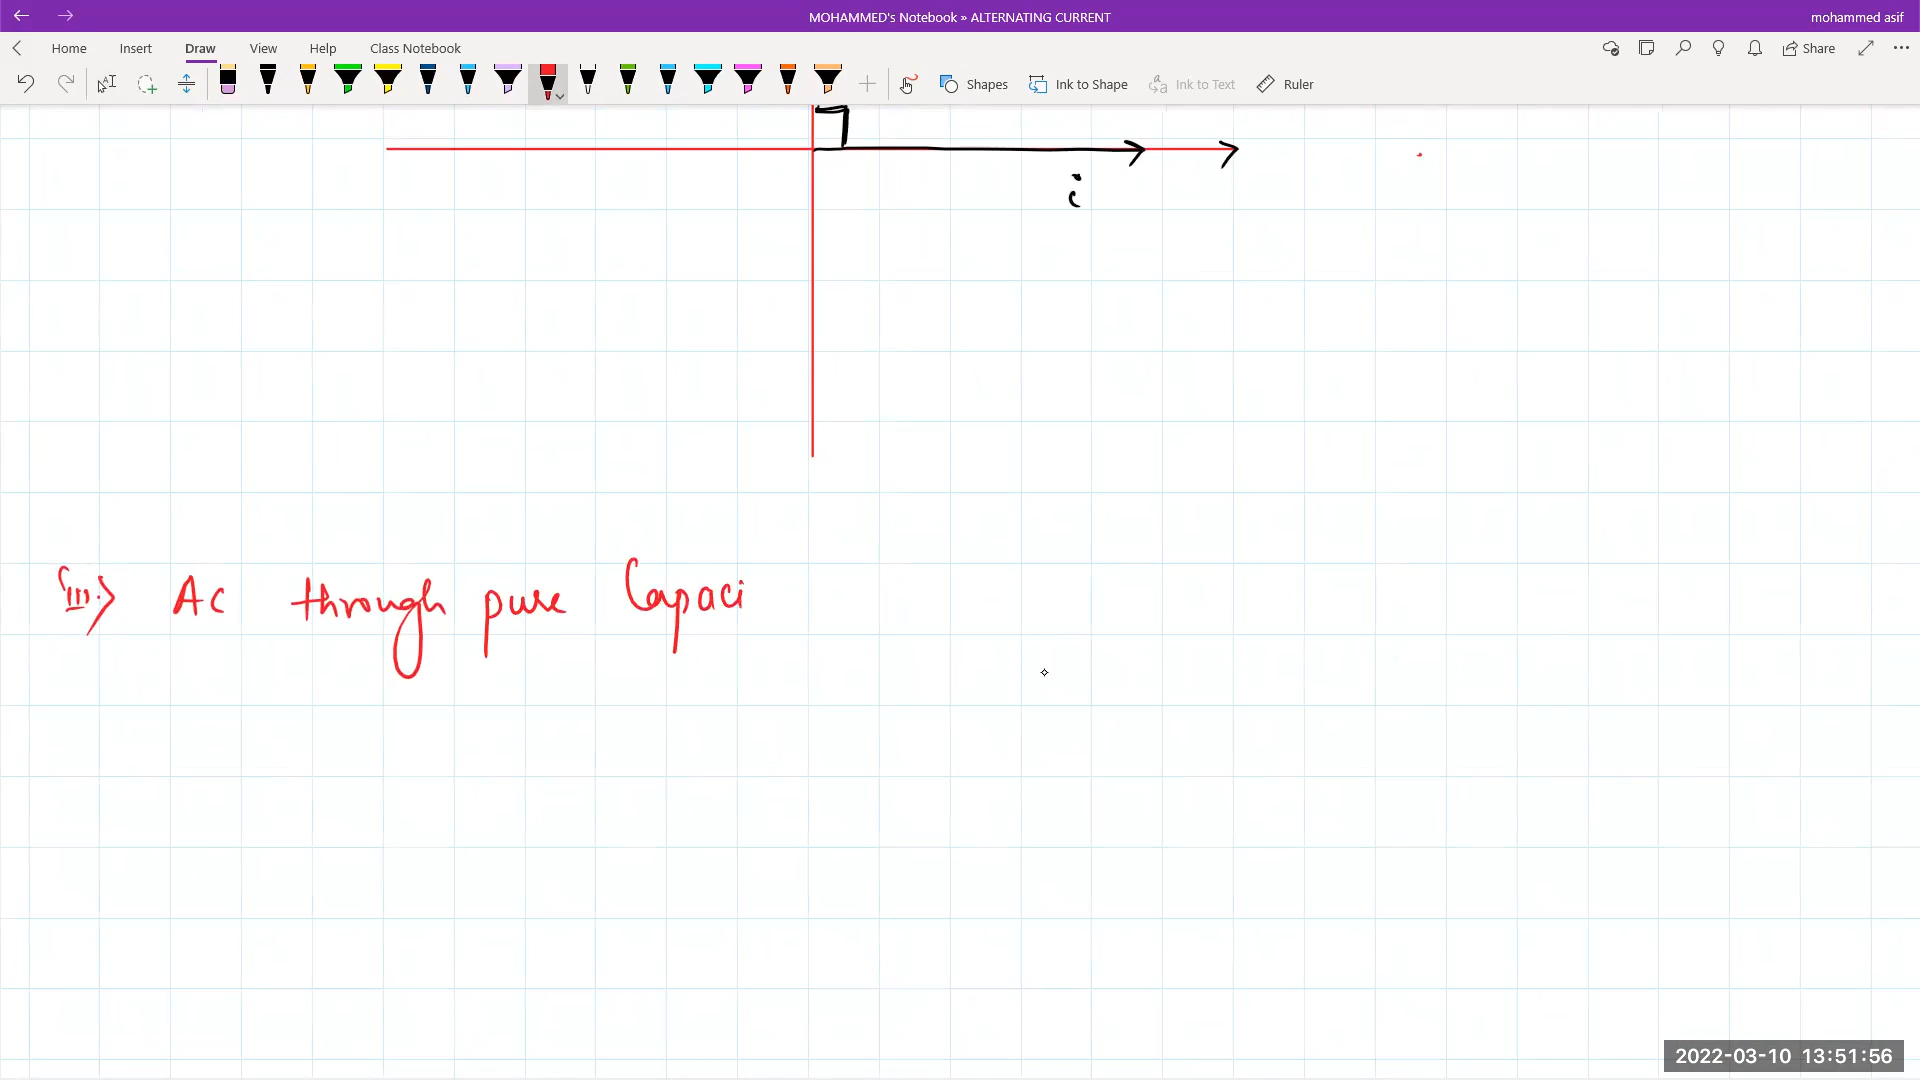 MOHAMMED's Notebook » ALTERNATING CURRENT
mohammed asif
Home Insert Draw View Help Class Notebook
Share
Shapes Ink to Shape Ink to Text Ruler
i
iii) AC through pure Capaci
2022-03-10 13:51:56